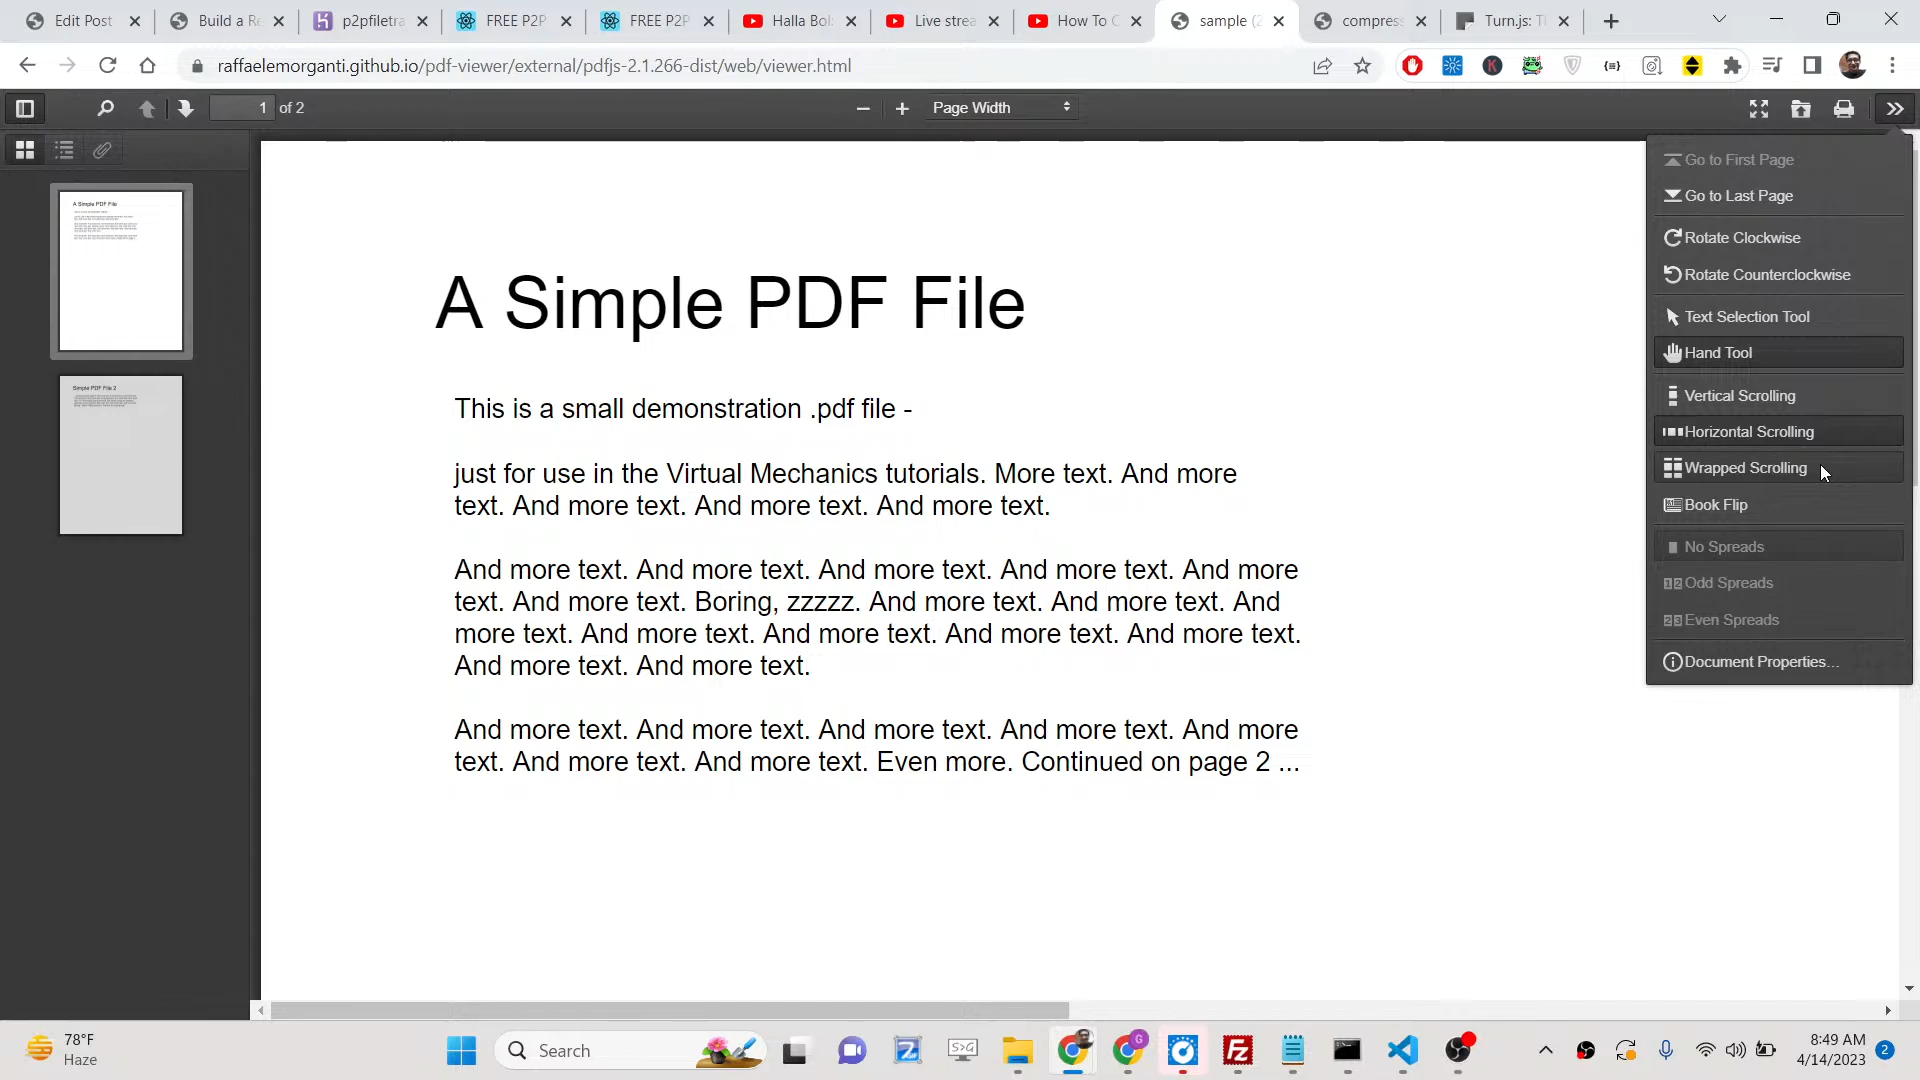 Edit Post
Build a Re
p2pfiletra
FREE P2P
FREE P2P
Halla Bol:
Live strea
How To C
sample (2
compress
Turn.js: Th
raffaelemorganti.github.io/pdf-viewer/external/pdfjs-2.1.266-dist/web/viewer.html
1 of 2
Page Width
Go to First Page
Go to Last Page
Rotate Clockwise
Rotate Counterclockwise
Text Selection Tool
Hand Tool
Vertical Scrolling
Horizontal Scrolling
Wrapped Scrolling
Book Flip
No Spreads
Odd Spreads
Even Spreads
Document Properties...
A Simple PDF File
Simple PDF File 2
A Simple PDF File
This is a small demonstration .pdf file -
just for use in the Virtual Mechanics tutorials. More text. And more
text. And more text. And more text. And more text.
And more text. And more text. And more text. And more text. And more
text. And more text. Boring, zzzzz. And more text. And more text. And
more text. And more text. And more text. And more text. And more text.
And more text. And more text.
And more text. And more text. And more text. And more text. And more
text. And more text. And more text. Even more. Continued on page 2 ...
78°F
Haze
Search
8:49 AM
4/14/2023
2